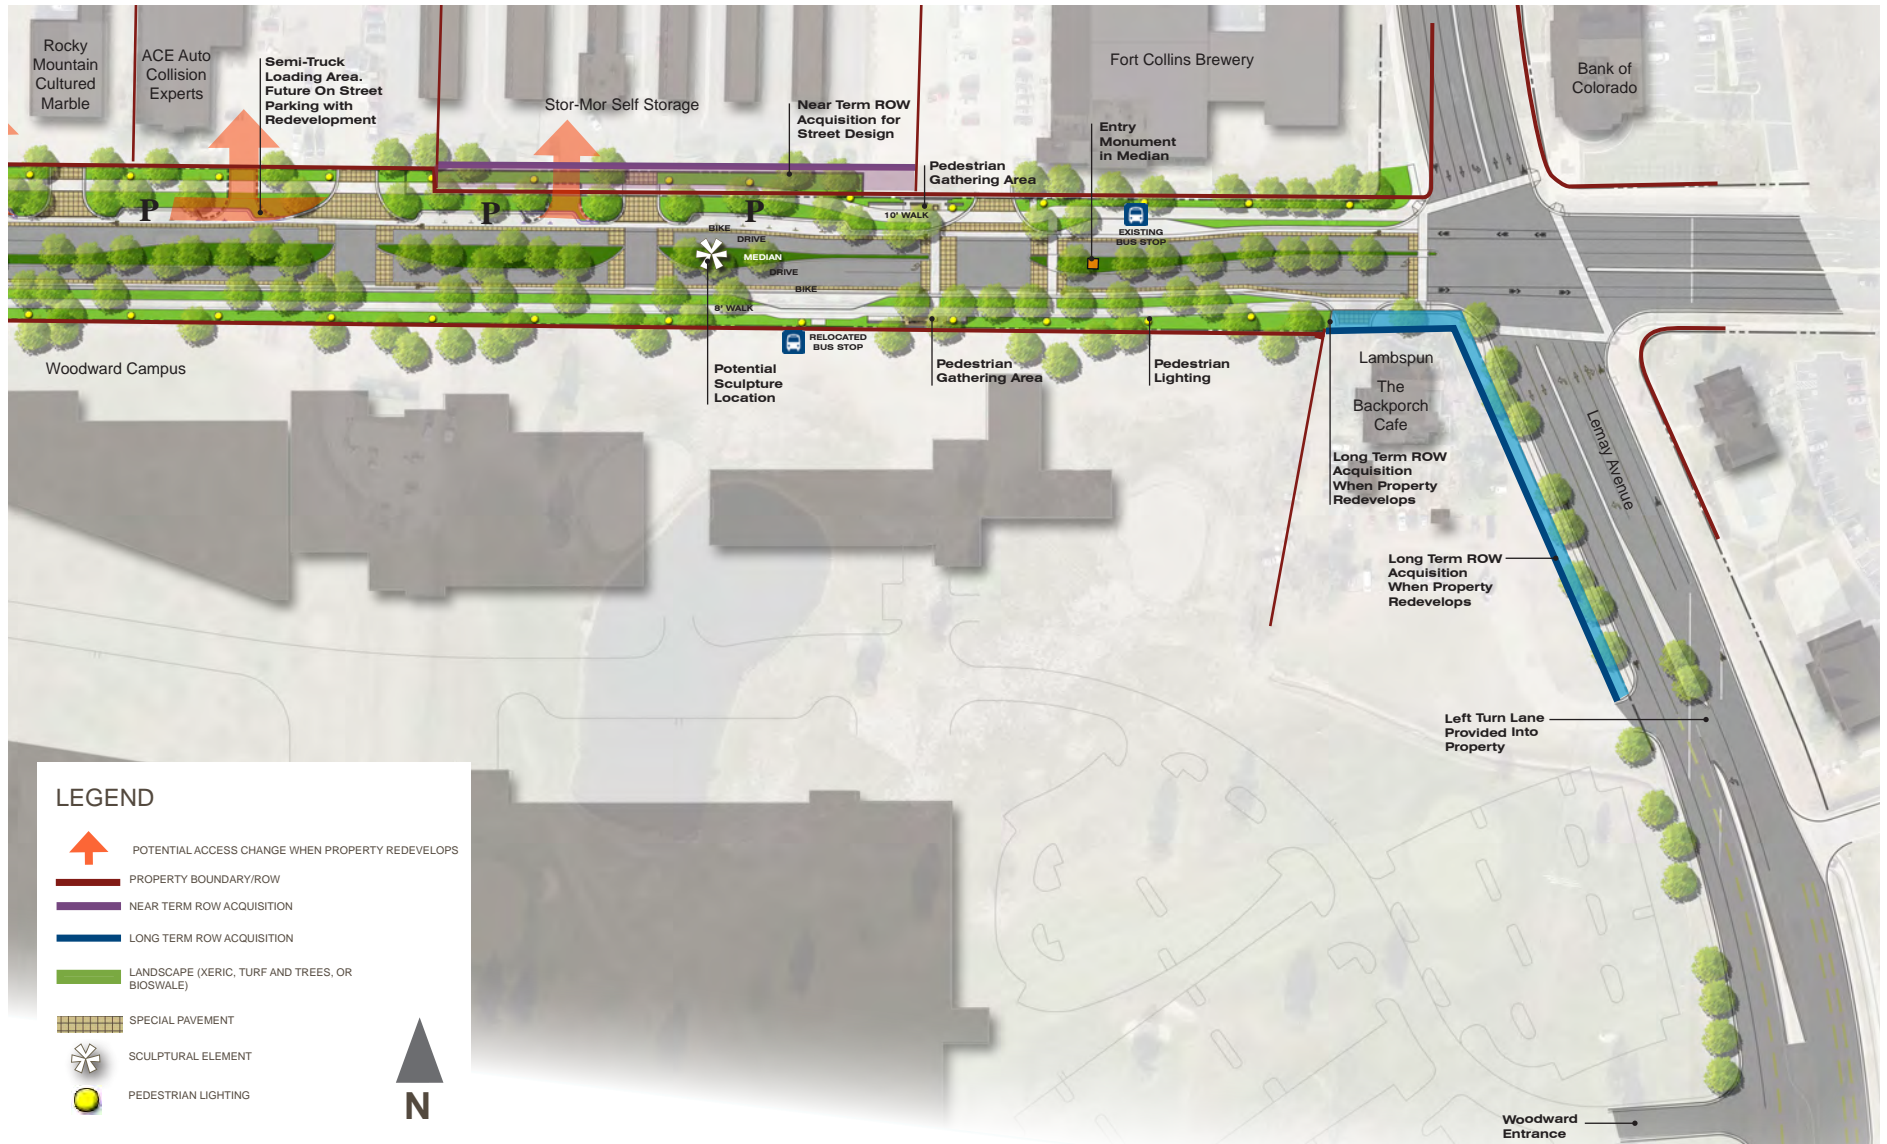 Rocky
Mountain
Cultured
Marble
ACE Auto
Collision
Experts
Semi-Truck
Loading Area.
Future On Street
Parking with
Redevelopment
Stor-Mor Self Storage
Near Term ROW
Acquisition for
Street Design
Fort Collins Brewery
Entry
Monument
in Median
Bank of
Colorado
Pedestrian
Gathering Area
P
P
P
10' WALK
BIKE
DRIVE
MEDIAN
DRIVE
BIKE
8' WALK
EXISTING
BUS STOP
RELOCATED
BUS STOP
Woodward Campus
Potential
Sculpture
Location
Pedestrian
Gathering Area
Pedestrian
Lighting
Lambspun
The
Backporch
Cafe
Long Term ROW
Acquisition
When Property
Redevelops
Lemay Avenue
Long Term ROW
Acquisition
When Property
Redevelops
Left Turn Lane
Provided Into
Property
Woodward
Entrance
LEGEND
POTENTIAL ACCESS CHANGE WHEN PROPERTY REDEVELOPS
PROPERTY BOUNDARY/ROW
NEAR TERM ROW ACQUISITION
LONG TERM ROW ACQUISITION
LANDSCAPE (XERIC, TURF AND TREES, OR
BIOSWALE)
SPECIAL PAVEMENT
SCULPTURAL ELEMENT
PEDESTRIAN LIGHTING
N